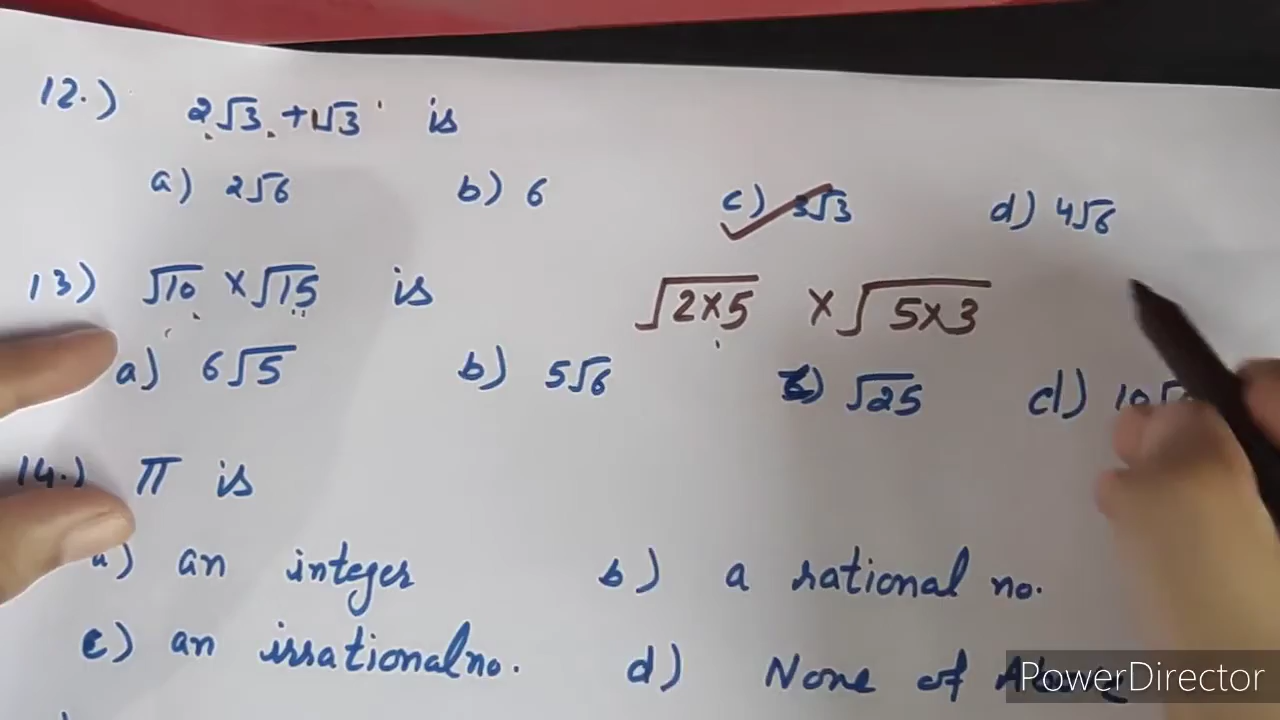 12.) 2√3 + 1√3 is
a) 2√6 b) 6 c) 3√3 d) 4√6
13) √10 × √15 is √2×5 × √5×3
a) 6√5 b) 5√6 c) √25 d) 10√
14.) π is
a) an integer b) a rational no.
c) an irrational no. d) None of Above
PowerDirector